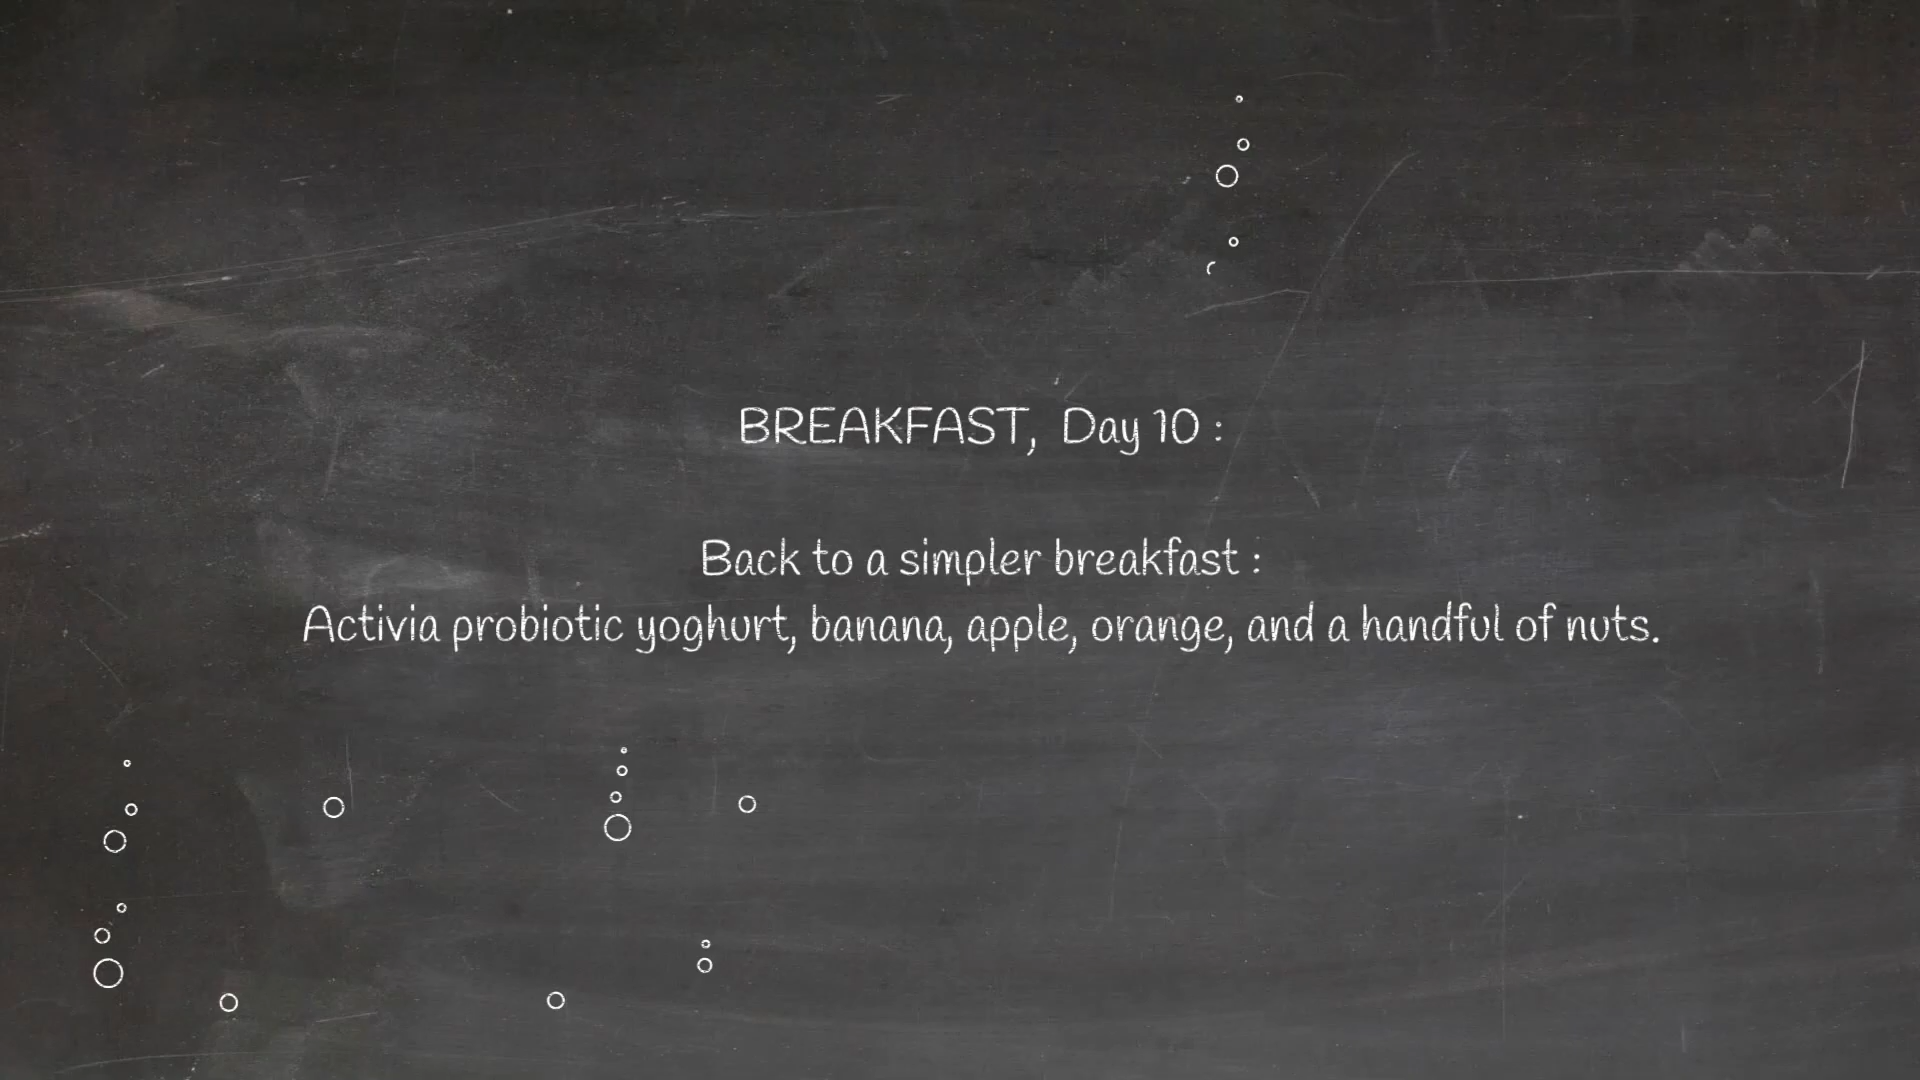 BREAKFAST, Day 10 :
Back to a simpler breakfast :
Activia probiotic yoghurt, banana, apple, orange, and a handful of nuts.